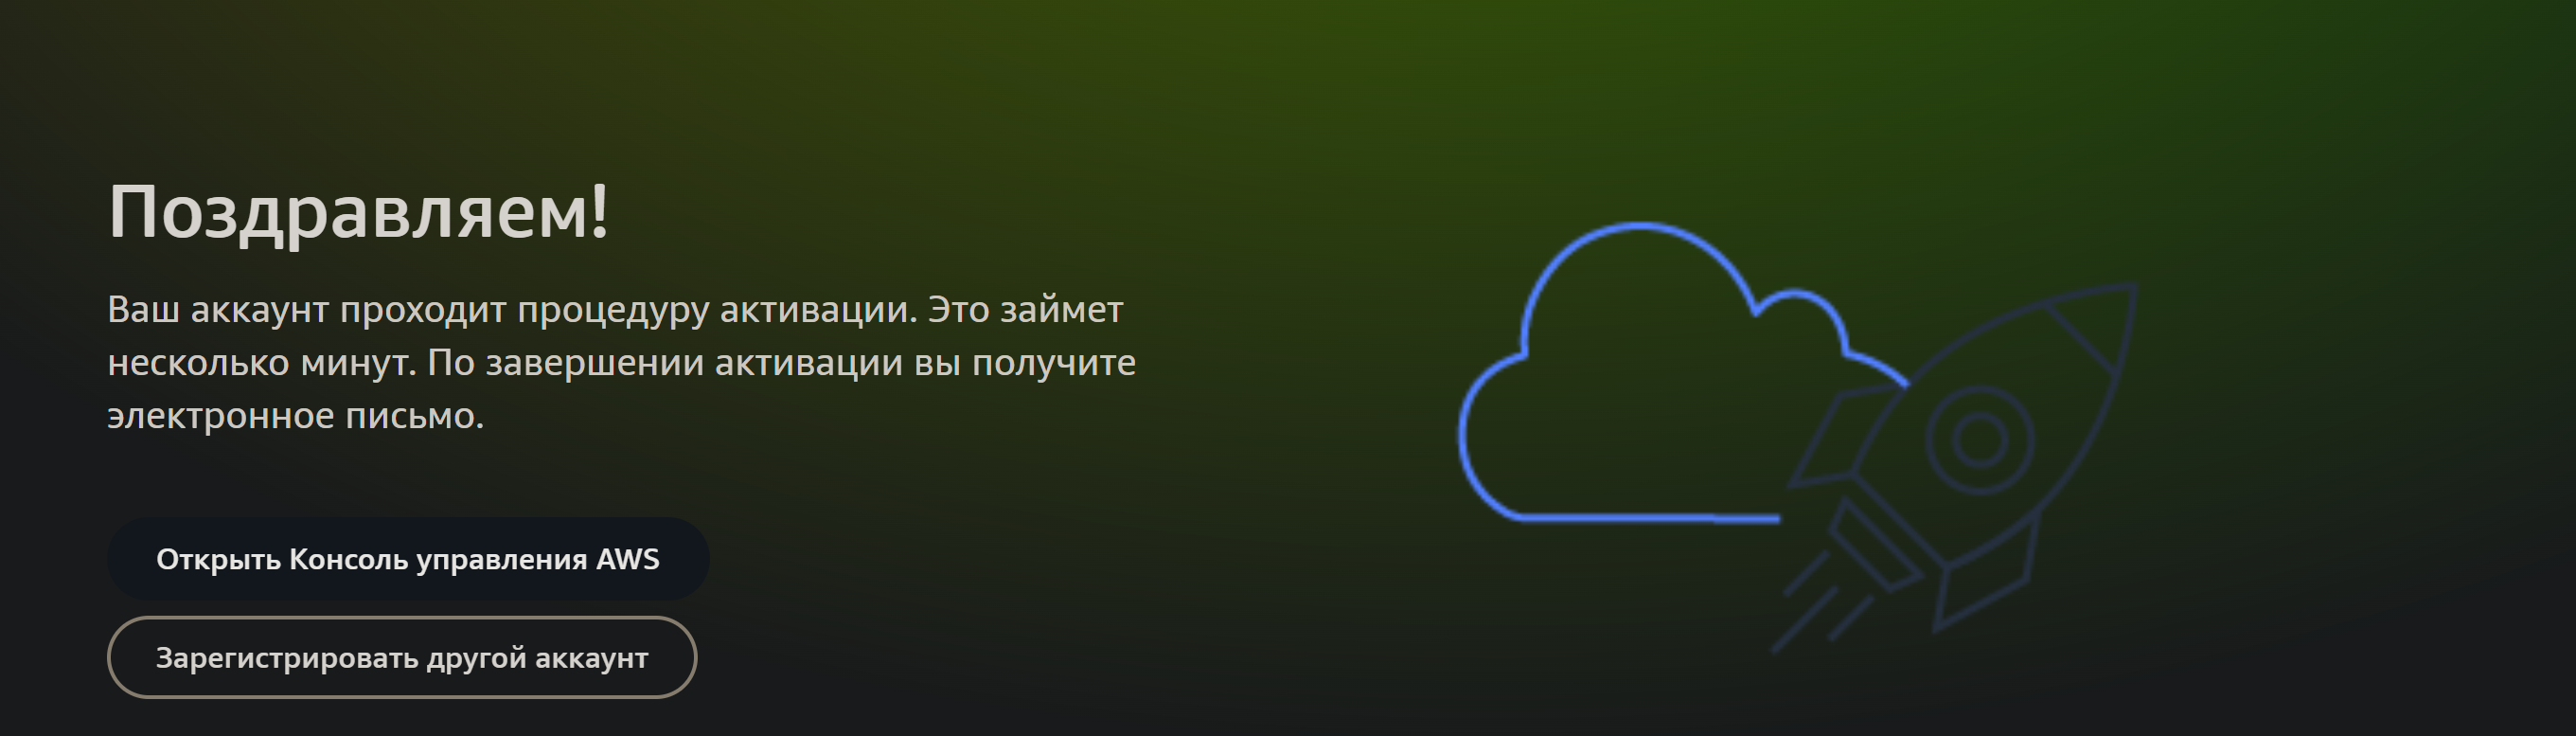 Поздравляем!
Ваш аккаунт проходит процедуру активации. Это займет
несколько минут. По завершении активации вы получите
электронное письмо.
Открыть Консоль управления AWS
Зарегистрировать другой аккаунт